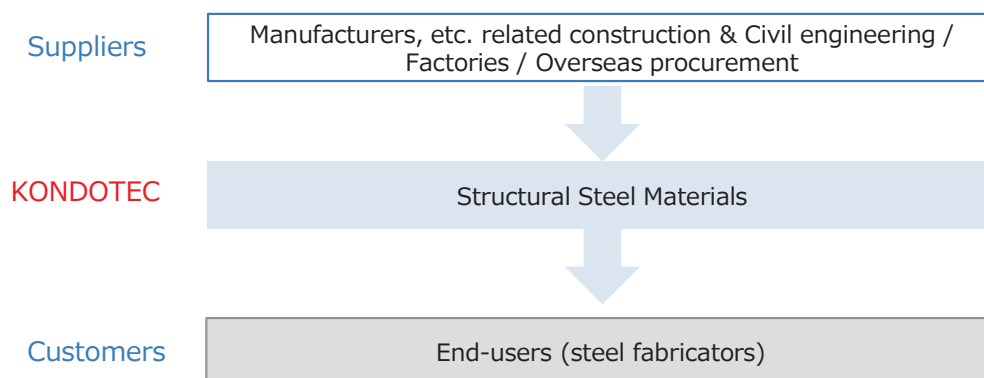 Suppliers
Manufacturers, etc. related construction & Civil engineering /
Factories / Overseas procurement
KONDOTEC
Structural Steel Materials
Customers
End-users (steel fabricators)